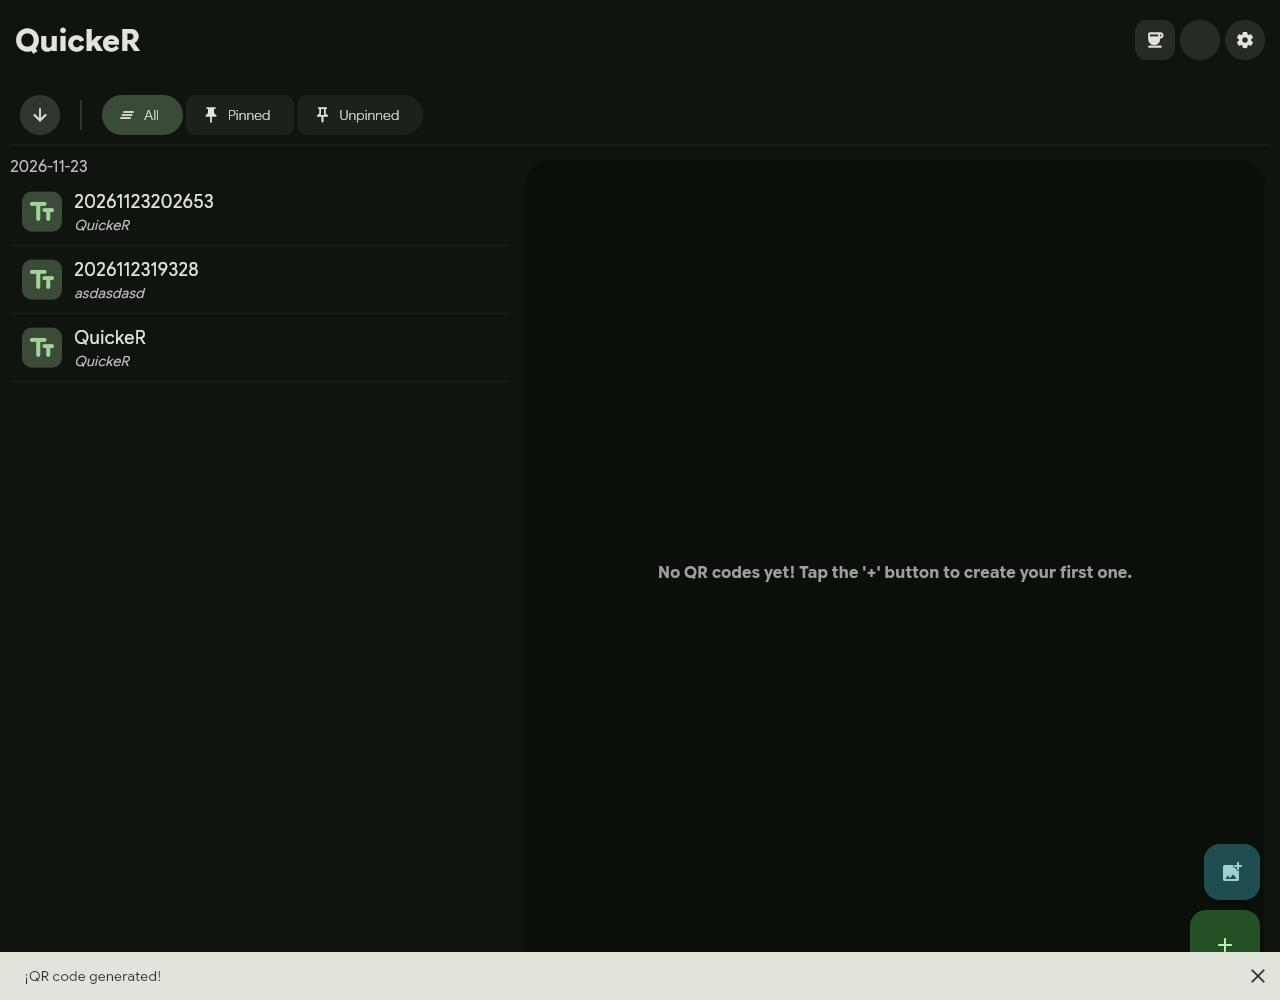 QuickeR
All
Pinned
Unpinned
2026-11-23
20261123202653
QuickeR
2026112319328
asdasdasd
QuickeR
QuickeR
No QR codes yet! Tap the '+' button to create your first one.
¡QR code generated!